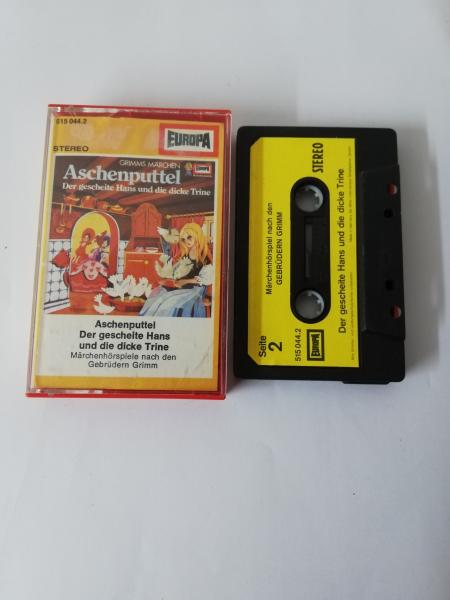 515 044.2
EUROPA
STEREO
GRIMMS MÄRCHEN
EUROPA
Aschenputtel
Der gescheite Hans und die dicke Trine
Aschenputtel
Der gescheite Hans
und die dicke Trine
Märchenhörspiele nach den
Gebrüdern Grimm
Märchenhörspiel nach den
GEBRÜDERN GRIMM
STEREO
Seite
2
515 044.2
EUROPA
Der gescheite Hans und die dicke Trine